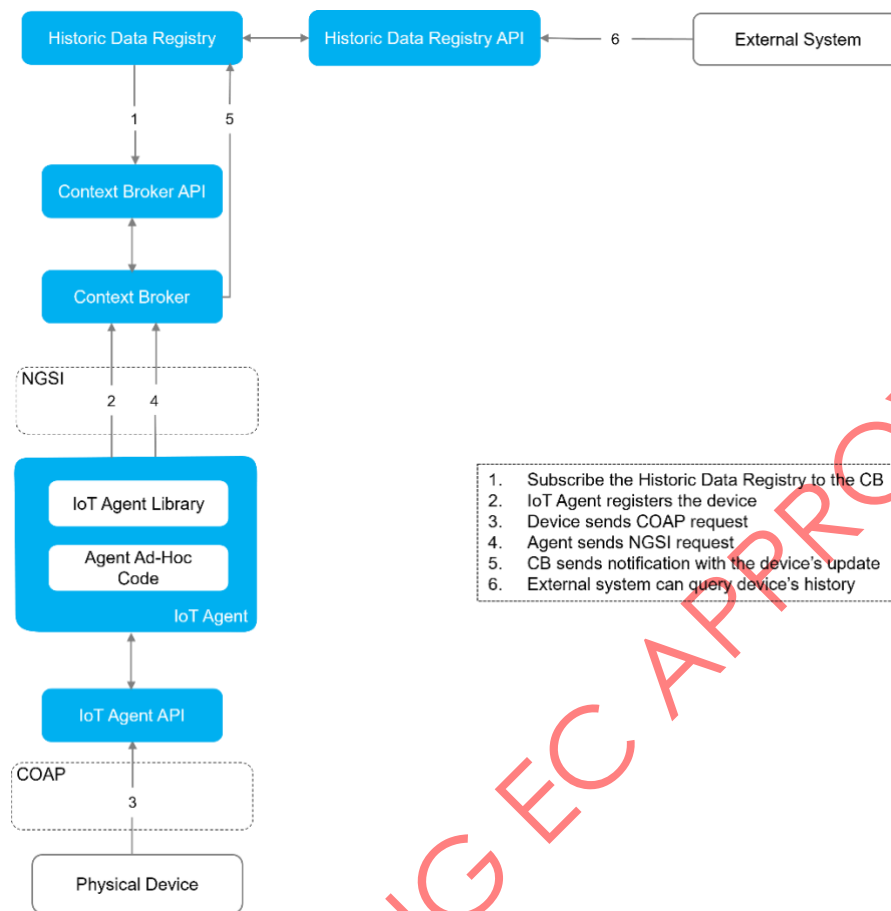 Historic Data Registry
Historic Data Registry API
6
External System
1
5
Context Broker API
Context Broker
NGSI
2
4
IoT Agent Library
Agent Ad-Hoc
Code
IoT Agent
1. Subscribe the Historic Data Registry to the CB
2. IoT Agent registers the device
3. Device sends COAP request
4. Agent sends NGSI request
5. CB sends notification with the device's update
6. External system can query device's history
IoT Agent API
COAP
3
Physical Device
NG EC APPRO